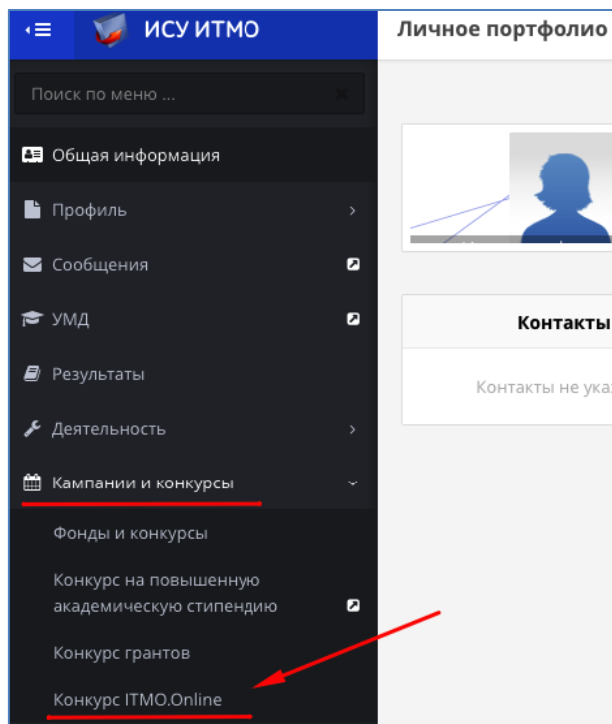 ИСУ ИТМО
Личное портфолио
Поиск по меню ...
Общая информация
Профиль
Сообщения
УМД
Контакты
Результаты
Контакты не ука
Деятельность
Кампании и конкурсы
Фонды и конкурсы
Конкурс на повышенную
академическую стипендию
Конкурс грантов
Конкурс ITMO.Online